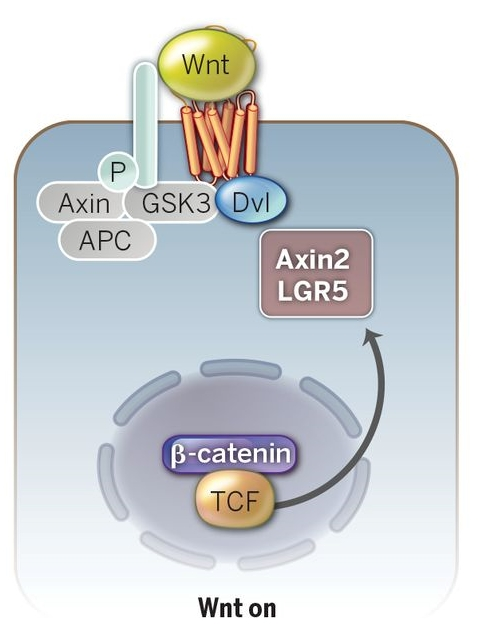 Wnt
P
Axin
GSK3
Dvl
APC
Axin2
LGR5
β-catenin
TCF
Wnt on